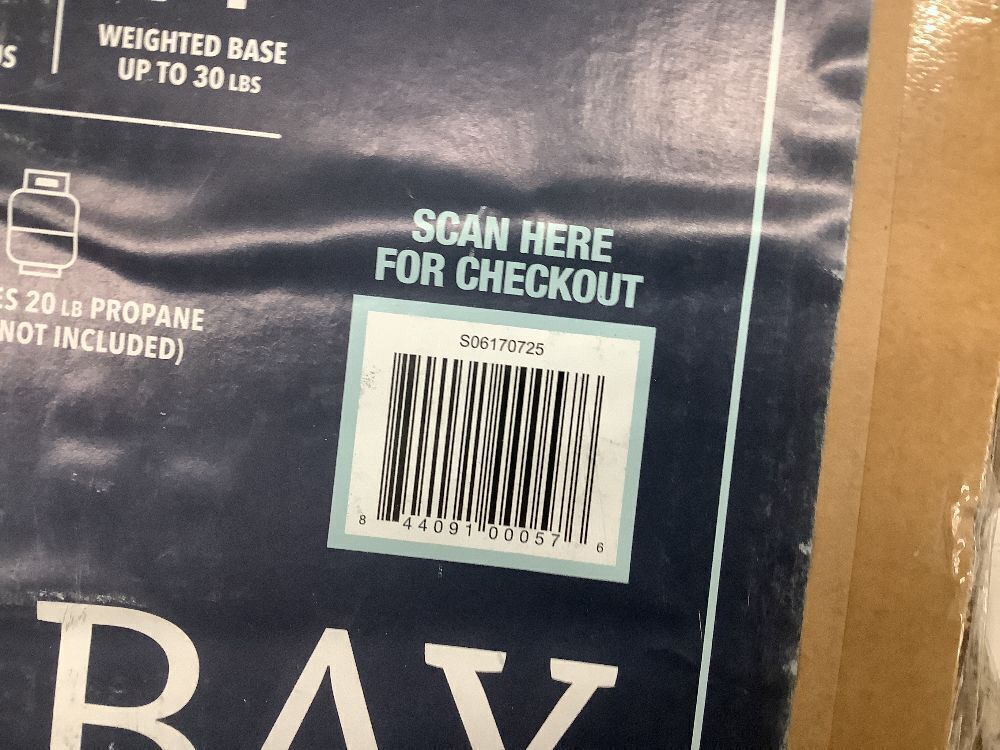 WEIGHTED BASE
UP TO 30 LBS
20 LB PROPANE
NOT INCLUDED)
SCAN HERE
FOR CHECKOUT
S06170725
8 44091 00057 6
BAY